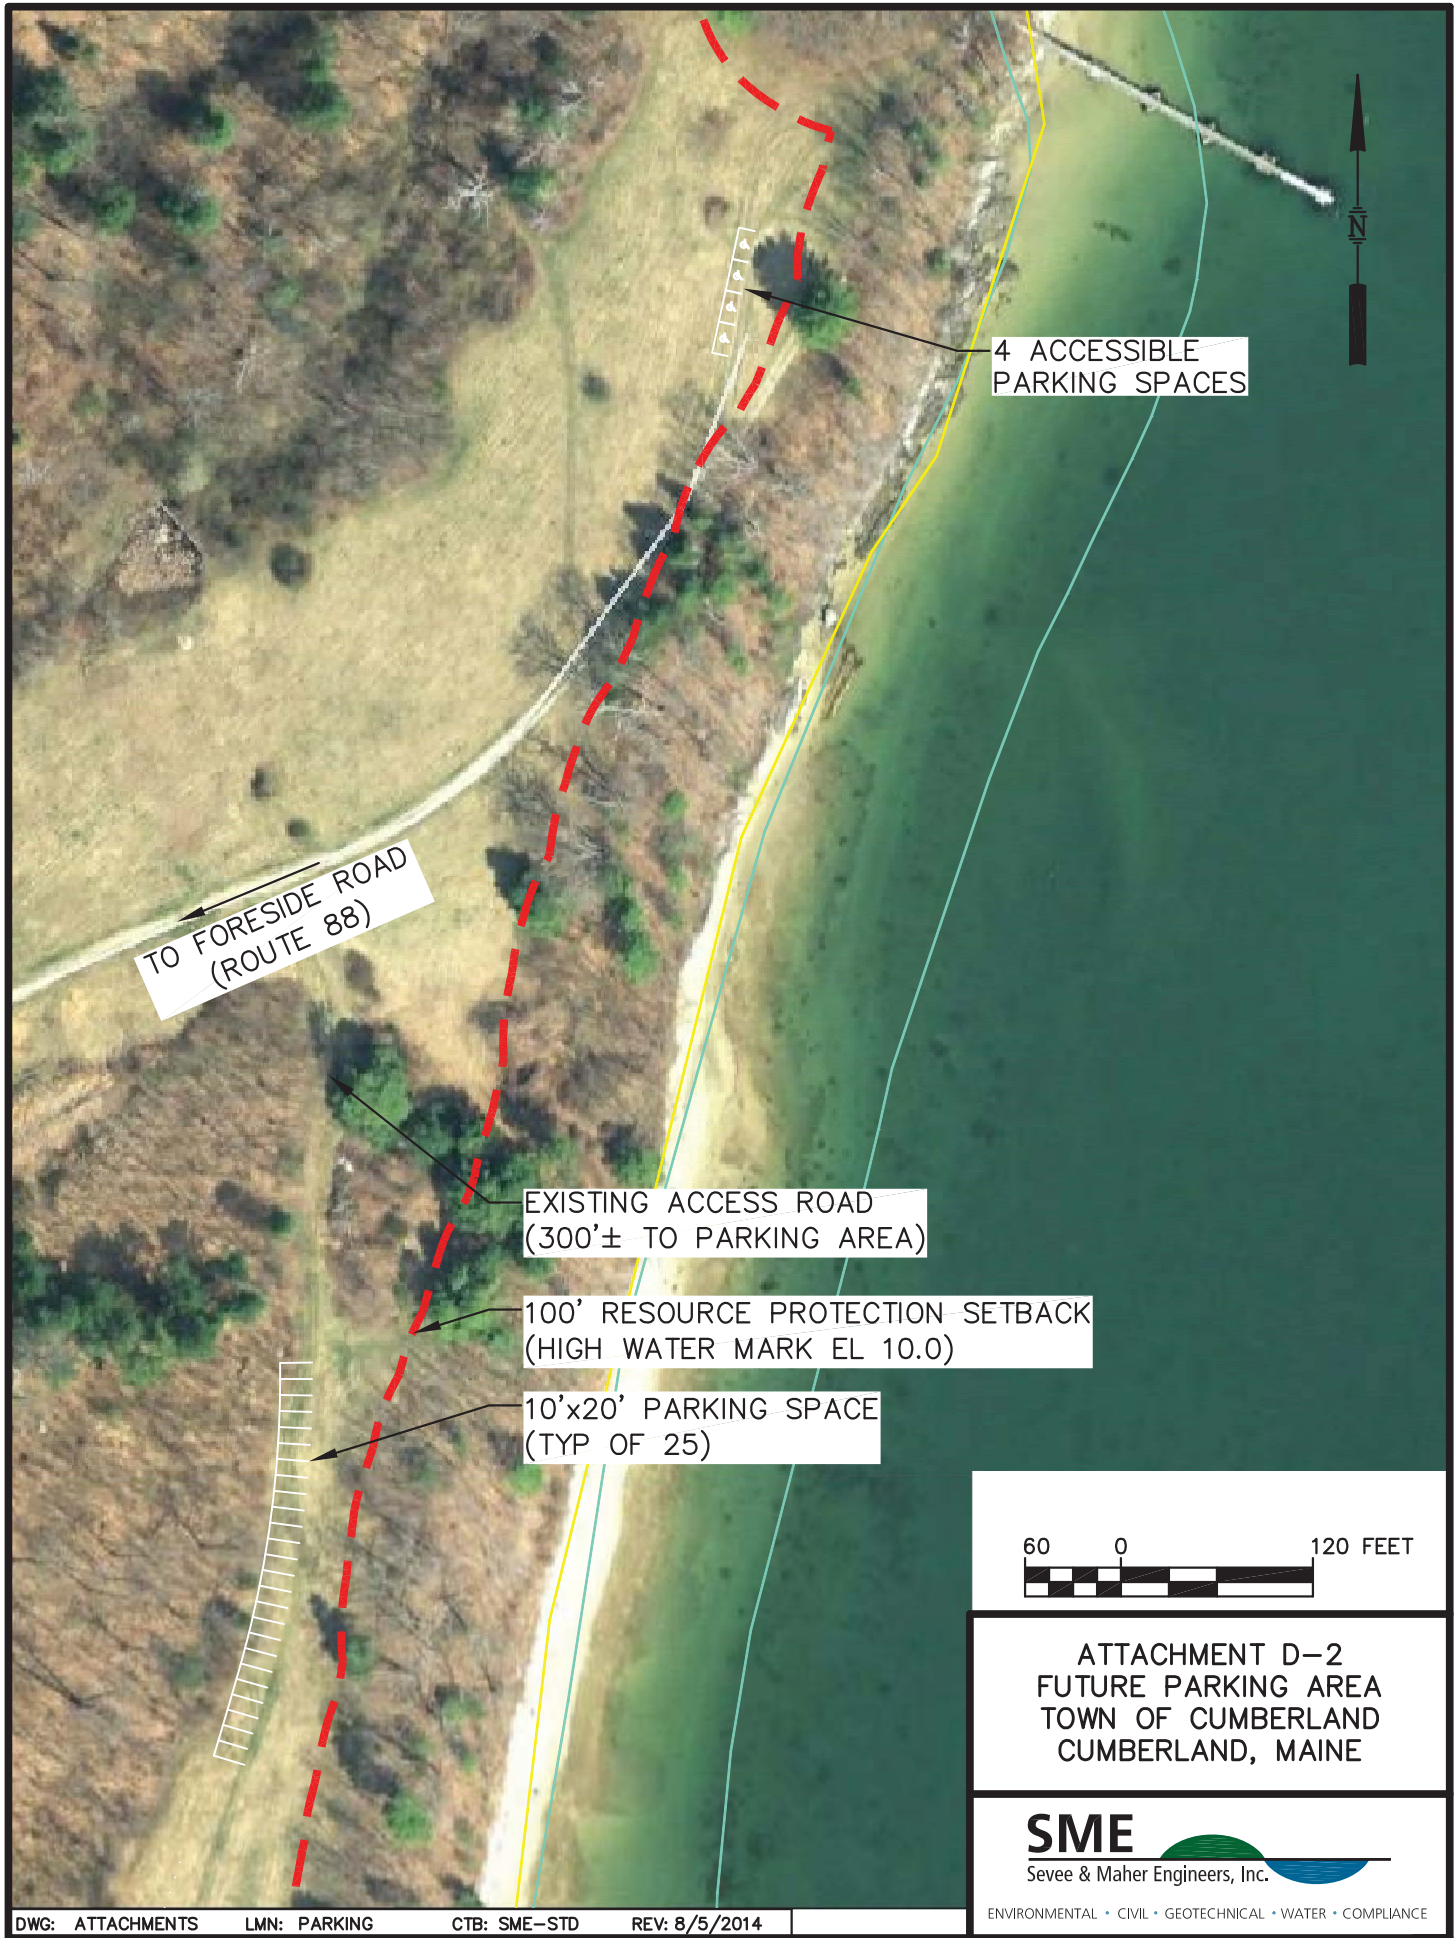 N
4 ACCESSIBLE
PARKING SPACES
TO FORESIDE ROAD
(ROUTE 88)
EXISTING ACCESS ROAD
(300'± TO PARKING AREA)
100' RESOURCE PROTECTION SETBACK
(HIGH WATER MARK EL 10.0)
10'x20' PARKING SPACE
(TYP OF 25)
60 0 120 FEET
ATTACHMENT D-2
FUTURE PARKING AREA
TOWN OF CUMBERLAND
CUMBERLAND, MAINE
SME
Sevee & Maher Engineers, Inc.
ENVIRONMENTAL • CIVIL • GEOTECHNICAL • WATER • COMPLIANCE
DWG: ATTACHMENTS LMN: PARKING CTB: SME-STD REV: 8/5/2014